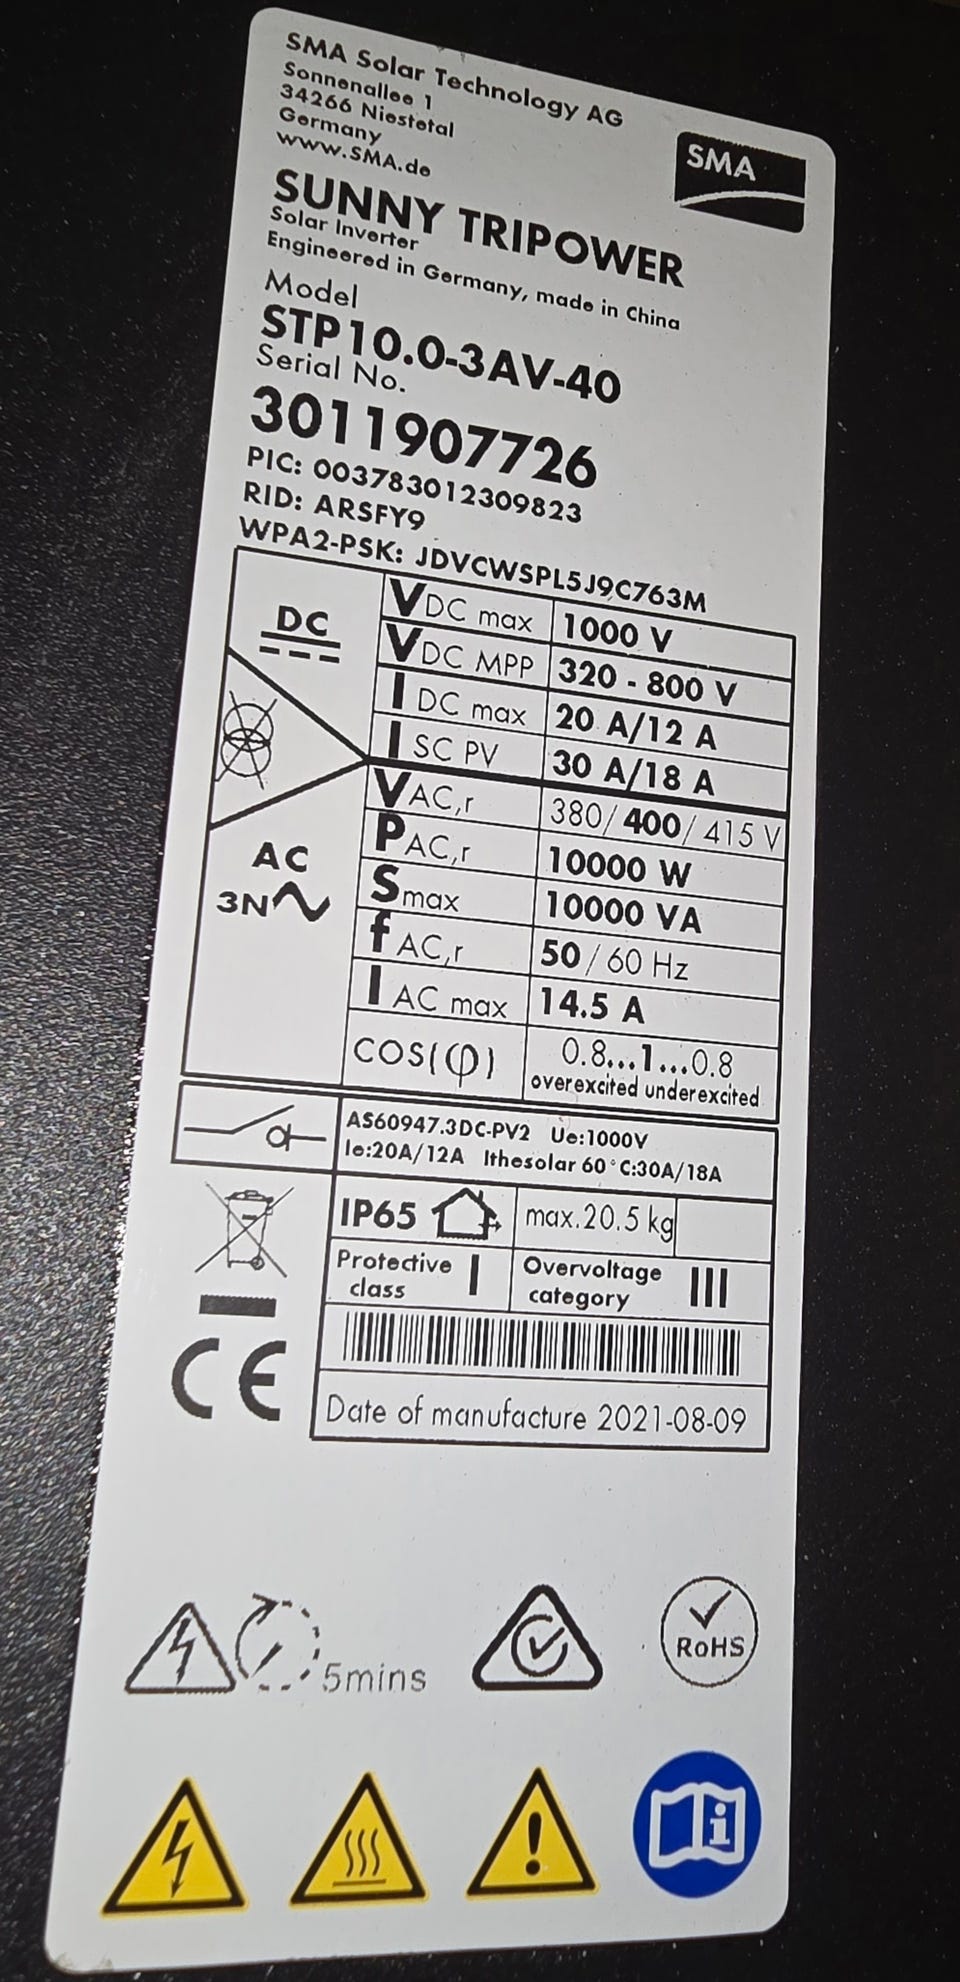 SMA Solar Technology AG
Sonnenallee 1
34266 Niestetal
Germany
www.SMA.de
SMA
SUNNY TRIPOWER
Solar Inverter
Engineered in Germany, made in China
Model
STP10.0-3AV-40
Serial No.
3011907726
PIC: 003783012309823
RID: ARSFY9
WPA2-PSK: JDVCWSPL5J9C763M
DC
VDC max 1000 V
VDC MPP 320 - 800 V
I DC max 20 A/12 A
I SC PV 30 A/18 A
AC
3N
VAC,r 380/400/415 V
PAC,r 10000 W
Smax 10000 VA
fAC,r 50/60 Hz
I AC max 14.5 A
cos(φ) 0.8...1...0.8
overexcited underexcited
AS60947.3DC-PV2 Ue:1000V
Ie:20A/12A Ithesolar 60°C:30A/18A
IP65 max.20.5 kg
Protective class I
Overvoltage category III
CE
Date of manufacture 2021-08-09
5mins
RoHS